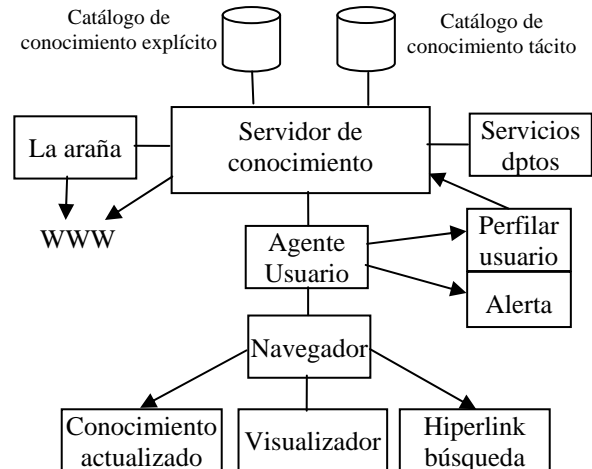 Catálogo de
conocimiento explícito
Catálogo de
conocimiento tácito
La araña
Servidor de
conocimiento
Servicios
dptos
WWW
Agente
Usuario
Perfilar
usuario
Alerta
Navegador
Conocimiento
actualizado
Visualizador
Hiperlink
búsqueda